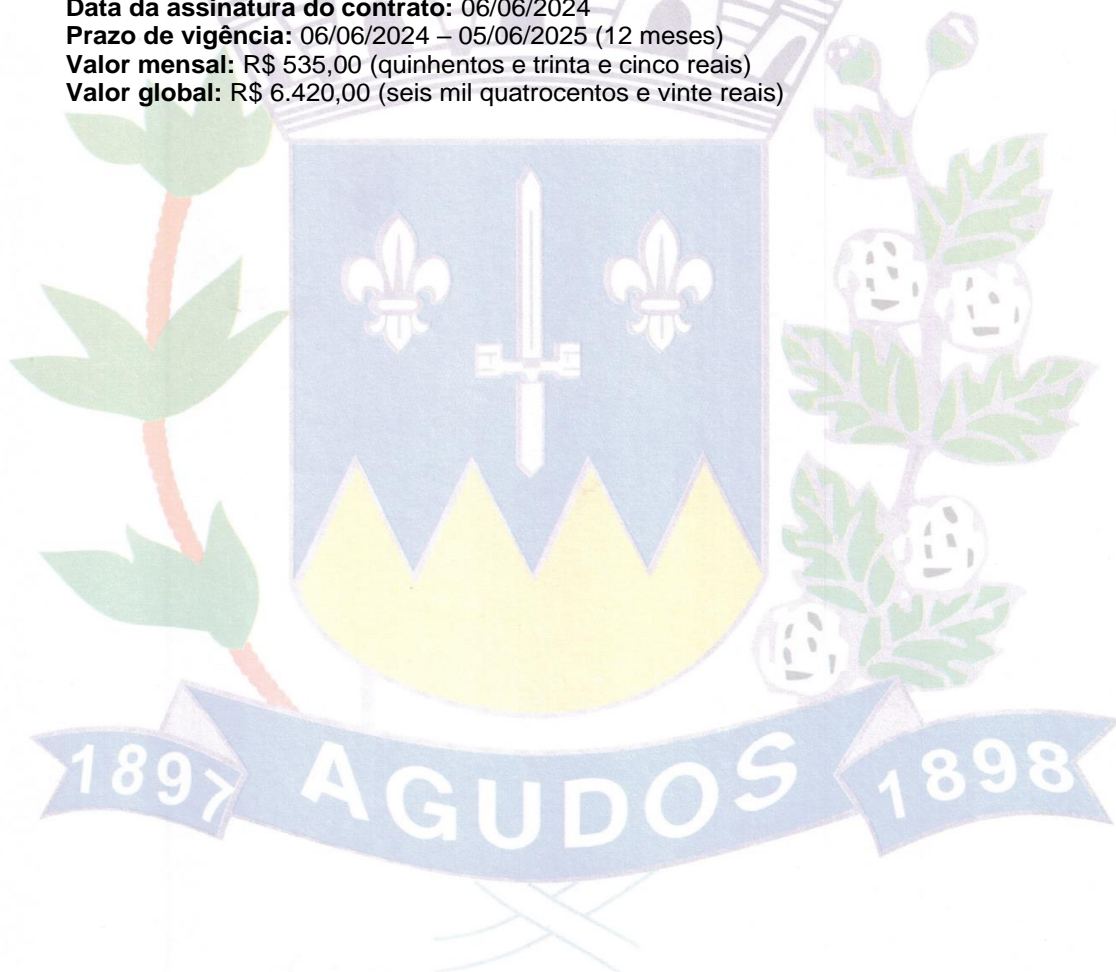 Data da assinatura do contrato: 06/06/2024
Prazo de vigência: 06/06/2024 – 05/06/2025 (12 meses)
Valor mensal: R$ 535,00 (quinhentos e trinta e cinco reais)
Valor global: R$ 6.420,00 (seis mil quatrocentos e vinte reais)
1897 AGUDOS 1898